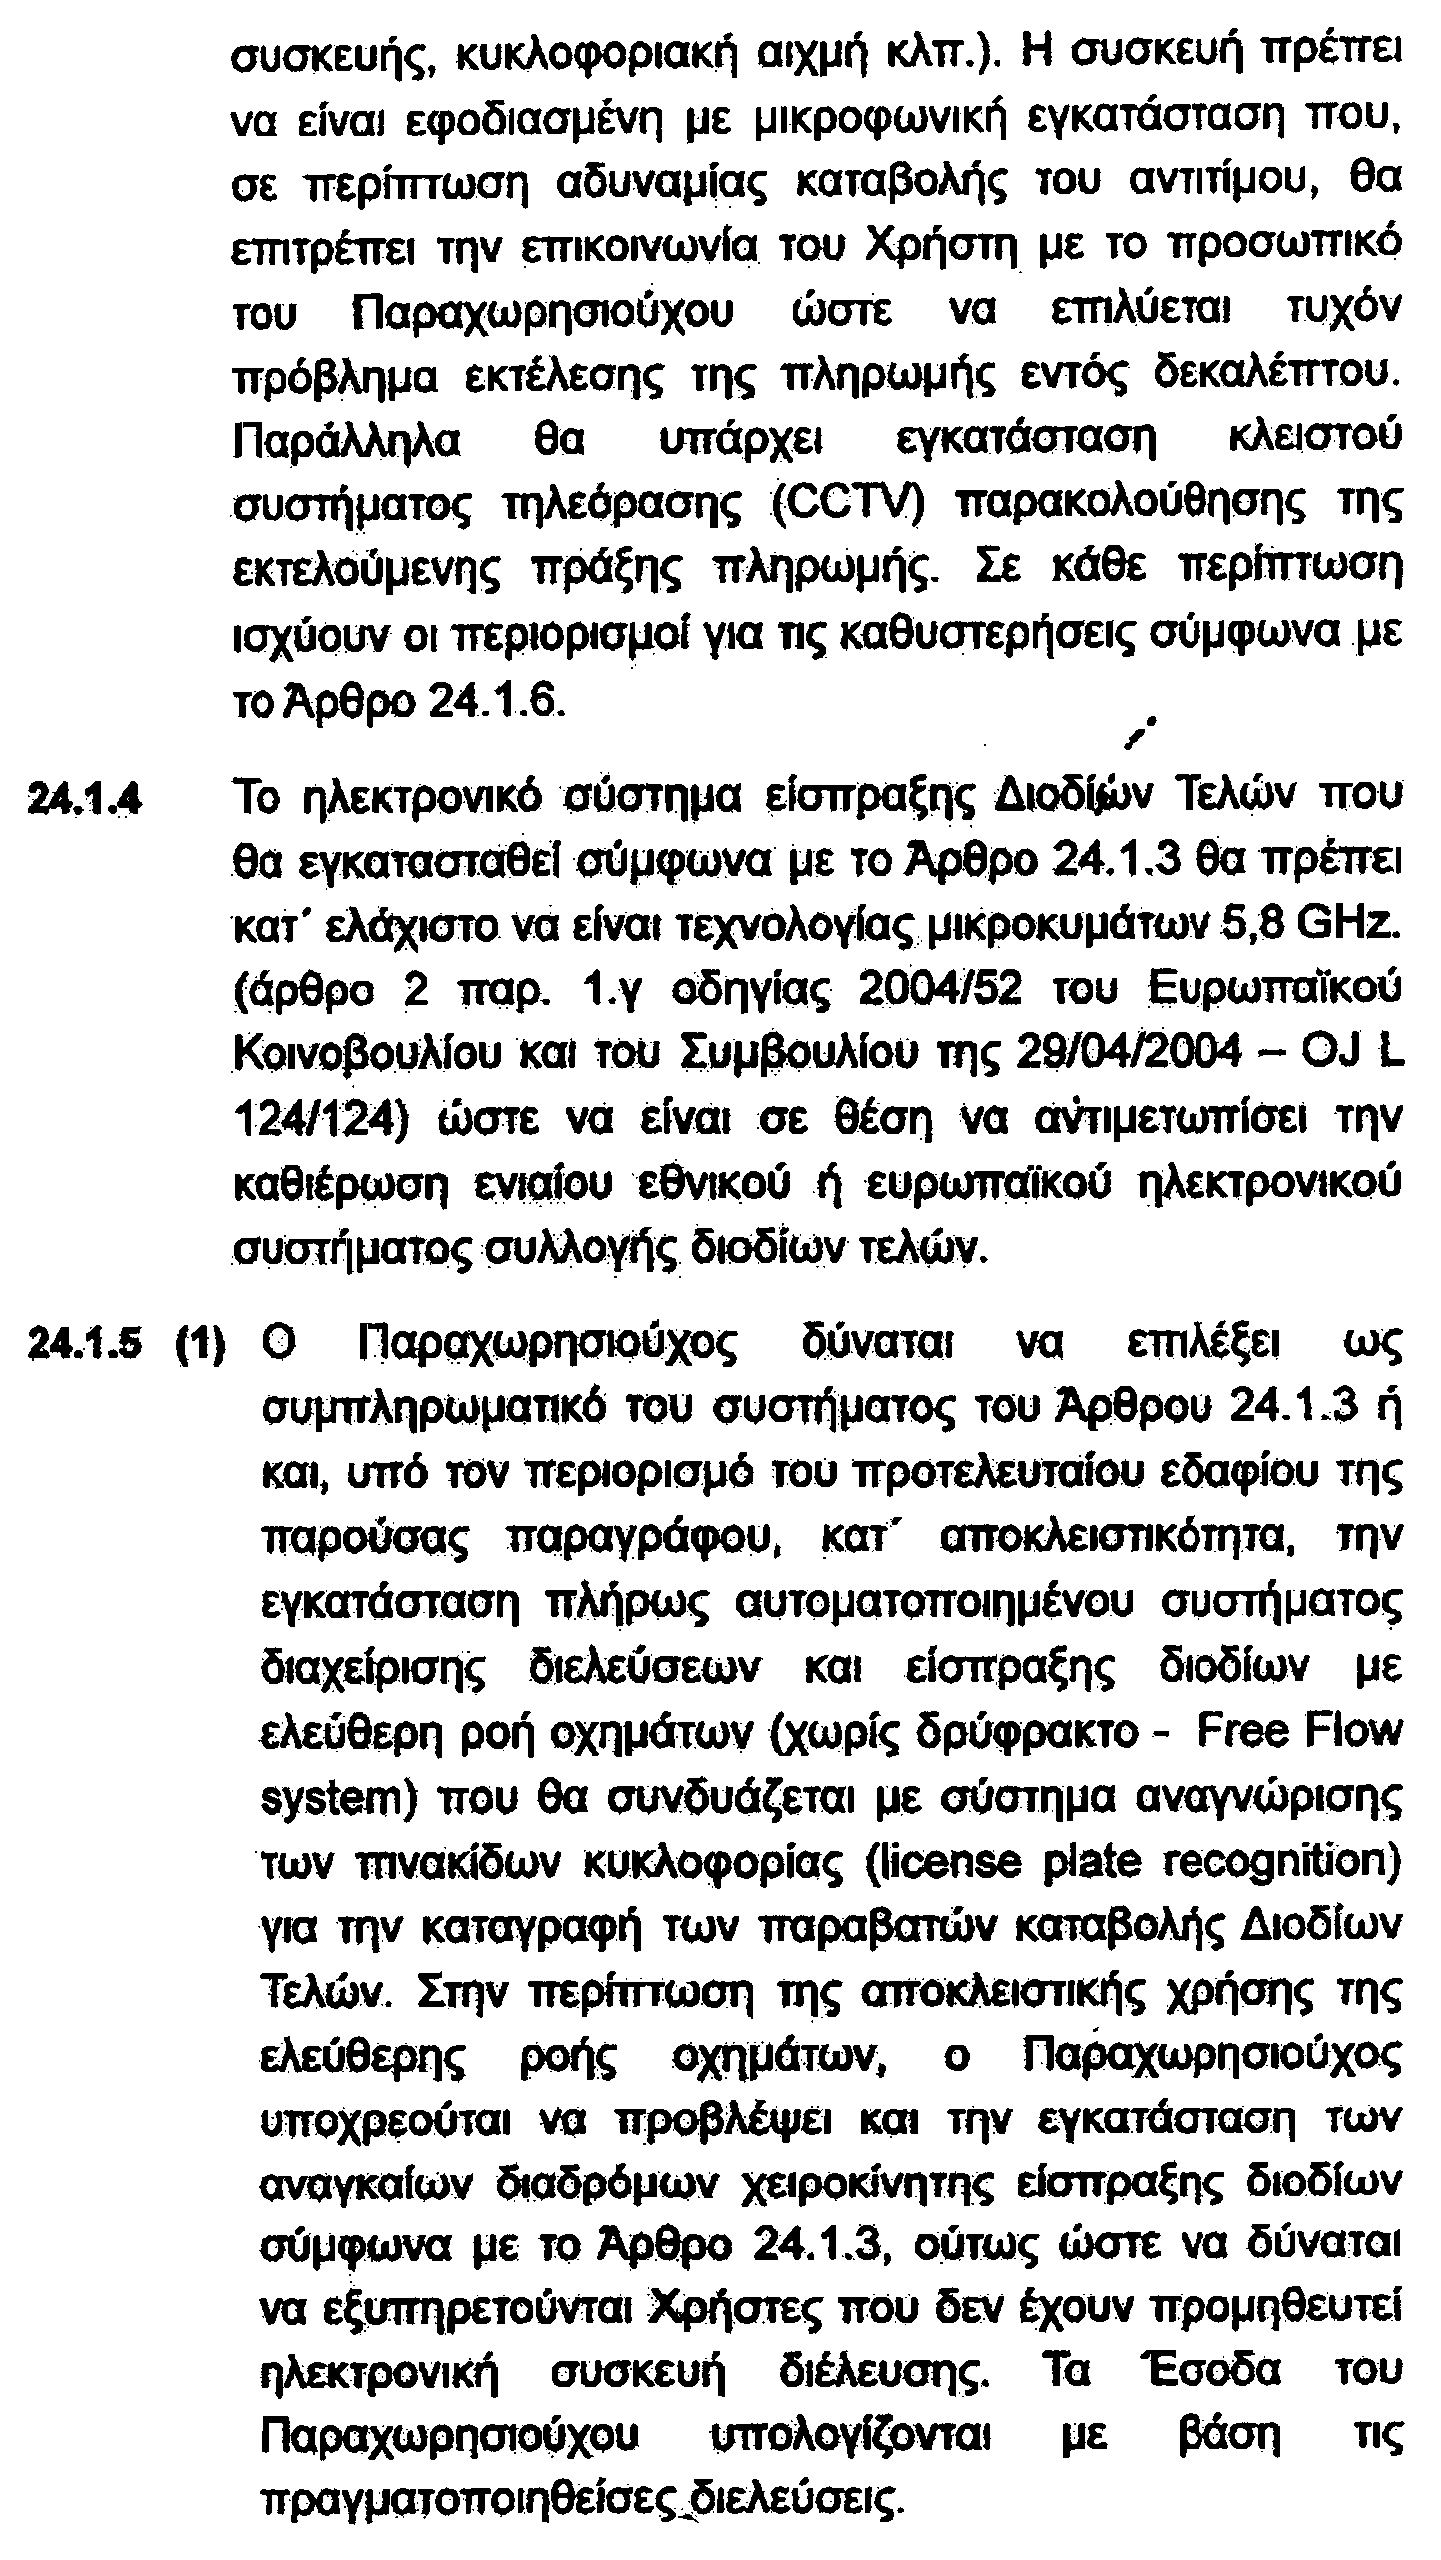 συσκευής, κυκλοφοριακή αιχμή κλπ.). Η συσκευή πρέπει
να είναι εφοδιασμένη με μικροφωνική εγκατάσταση που,
σε περίπτωση αδυναμίας καταβολής του αντιτίμου, θα
επιτρέπει την επικοινωνία του Χρήστη με το προσωπικό
του Παραχωρησιούχου ώστε να επιλύεται τυχόν
πρόβλημα εκτέλεσης της πληρωμής εντός δεκαλέπτου.
Παράλληλα θα υπάρχει εγκατάσταση κλειστού
συστήματος τηλεόρασης (CCTV) παρακολούθησης της
εκτελούμενης πράξης πληρωμής. Σε κάθε περίπτωση
ισχύουν οι περιορισμοί για τις καθυστερήσεις σύμφωνα με
το Άρθρο 24.1.6.
24.1.4 Το ηλεκτρονικό σύστημα είσπραξης Διοδίων Τελών που
θα εγκατασταθεί σύμφωνα με το Άρθρο 24.1.3 θα πρέπει
κατ΄ ελάχιστο να είναι τεχνολογίας μικροκυμάτων 5,8 GHz.
(άρθρο 2 παρ. 1.γ οδηγίας 2004/52 του Ευρωπαϊκού
Κοινοβουλίου και του Συμβουλίου της 29/04/2004 – OJ L
124/124) ώστε να είναι σε θέση να αντιμετωπίσει την
καθιέρωση ενιαίου εθνικού ή ευρωπαϊκού ηλεκτρονικού
συστήματος συλλογής διοδίων τελών.
24.1.5 (1) Ο Παραχωρησιούχος δύναται να επιλέξει ως
συμπληρωματικό του συστήματος του Άρθρου 24.1.3 ή
και, υπό τον περιορισμό του προτελευταίου εδαφίου της
παρούσας παραγράφου, κατ΄ αποκλειστικότητα, την
εγκατάσταση πλήρως αυτοματοποιημένου συστήματος
διαχείρισης διελεύσεων και είσπραξης διοδίων με
ελεύθερη ροή οχημάτων (χωρίς δρύφρακτο - Free Flow
system) που θα συνδυάζεται με σύστημα αναγνώρισης
των πινακίδων κυκλοφορίας (license plate recognition)
για την καταγραφή των παραβατών καταβολής Διοδίων
Τελών. Στην περίπτωση της αποκλειστικής χρήσης της
ελεύθερης ροής οχημάτων, ο Παραχωρησιούχος
υποχρεούται να προβλέψει και την εγκατάσταση των
αναγκαίων διαδρόμων χειροκίνητης είσπραξης διοδίων
σύμφωνα με το Άρθρο 24.1.3, ούτως ώστε να δύναται
να εξυπηρετούνται Χρήστες που δεν έχουν προμηθευτεί
ηλεκτρονική συσκευή διέλευσης. Τα Έσοδα του
Παραχωρησιούχου υπολογίζονται με βάση τις
πραγματοποιηθείσες διελεύσεις.